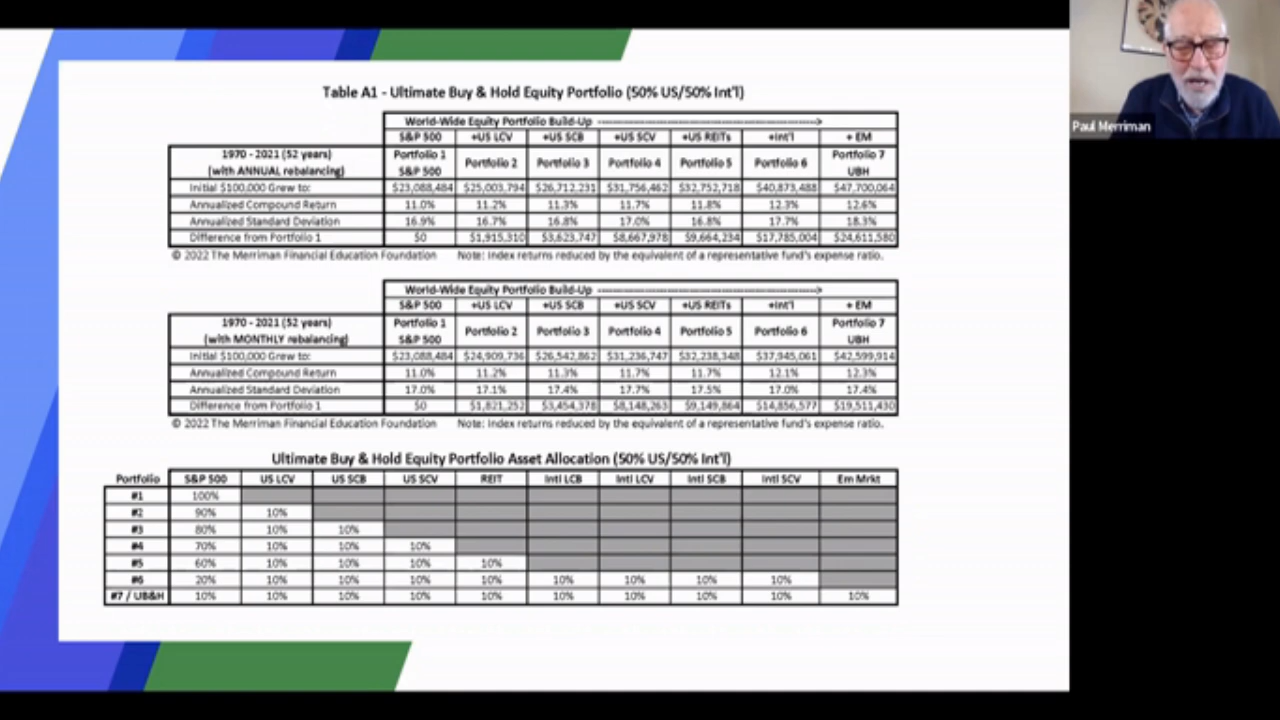 Paul Merriman
Table A1 - Ultimate Buy & Hold Equity Portfolio (50% US/50% Int'l)
World-Wide Equity Portfolio Build-Up ---------------------------------------->
S&P 500 +US LCV +US SCB +US SCV +US REITs +Int'l + EM
1970 - 2021 (52 years) Portfolio 1 Portfolio 2 Portfolio 3 Portfolio 4 Portfolio 5 Portfolio 6 Portfolio 7
(with ANNUAL rebalancing) S&P 500 UBH
Initial $100,000 Grew to: $23,088,484 $25,003,794 $26,712,231 $31,756,462 $32,752,718 $40,873,488 $47,700,064
Annualized Compound Return 11.0% 11.2% 11.3% 11.7% 11.8% 12.3% 12.6%
Annualized Standard Deviation 16.9% 16.7% 16.8% 17.0% 16.8% 17.7% 18.3%
Difference from Portfolio 1 $0 $1,915,310 $3,623,747 $8,667,978 $9,664,234 $17,785,004 $24,611,580
© 2022 The Merriman Financial Education Foundation Note: Index returns reduced by the equivalent of a representative fund's expense ratio.
World-Wide Equity Portfolio Build-Up ---------------------------------------->
S&P 500 +US LCV +US SCB +US SCV +US REITs +Int'l + EM
1970 - 2021 (52 years) Portfolio 1 Portfolio 2 Portfolio 3 Portfolio 4 Portfolio 5 Portfolio 6 Portfolio 7
(with MONTHLY rebalancing) S&P 500 UBH
Initial $100,000 Grew to: $23,088,484 $24,909,736 $26,542,862 $31,236,747 $32,238,348 $37,945,061 $42,599,914
Annualized Compound Return 11.0% 11.2% 11.3% 11.7% 11.7% 12.1% 12.3%
Annualized Standard Deviation 17.0% 17.1% 17.4% 17.7% 17.5% 17.0% 17.4%
Difference from Portfolio 1 $0 $1,821,252 $3,454,378 $8,148,263 $9,149,864 $14,856,577 $19,511,430
© 2022 The Merriman Financial Education Foundation Note: Index returns reduced by the equivalent of a representative fund's expense ratio.
Ultimate Buy & Hold Equity Portfolio Asset Allocation (50% US/50% Int'l)
Portfolio S&P 500 US LCV US SCB US SCV REIT Intl LCB Intl LCV Intl SCB Intl SCV Em Mrkt
#1 100%
#2 90% 10%
#3 80% 10% 10%
#4 70% 10% 10% 10%
#5 60% 10% 10% 10% 10%
#6 20% 10% 10% 10% 10% 10% 10% 10% 10%
#7 / UB&H 10% 10% 10% 10% 10% 10% 10% 10% 10% 10%